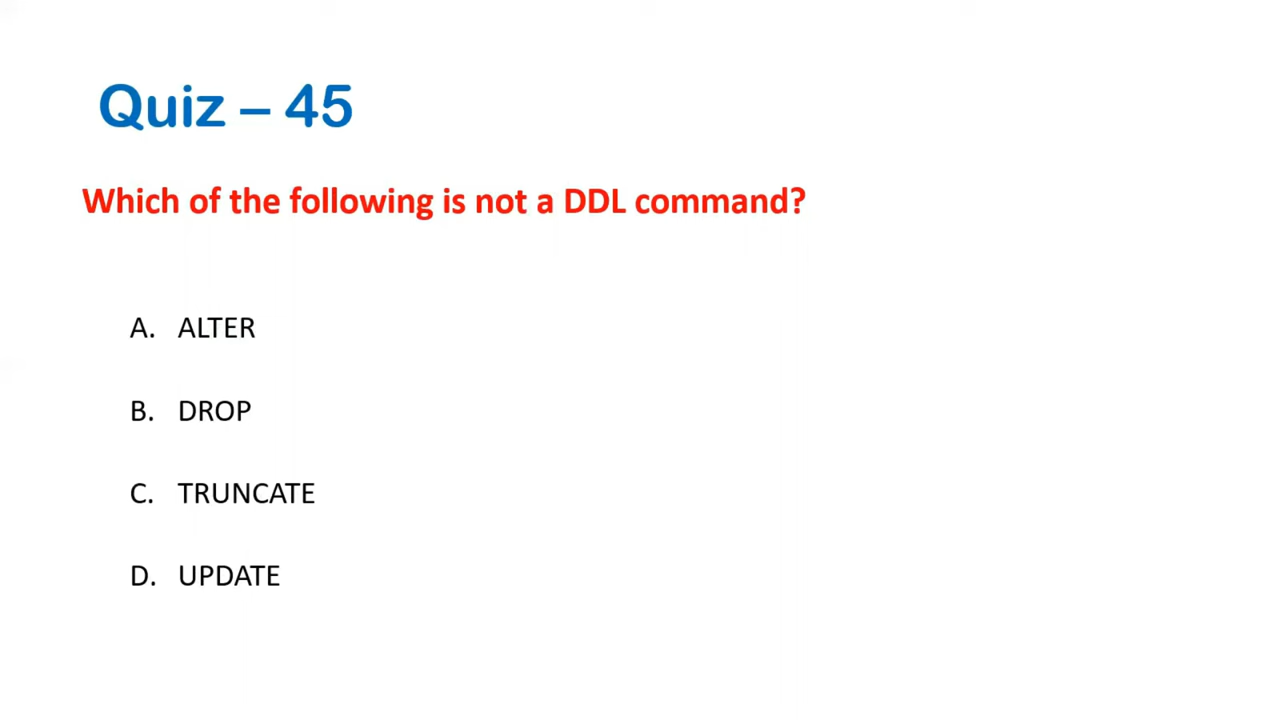 Quiz – 45
Which of the following is not a DDL command?
A. ALTER
B. DROP
C. TRUNCATE
D. UPDATE